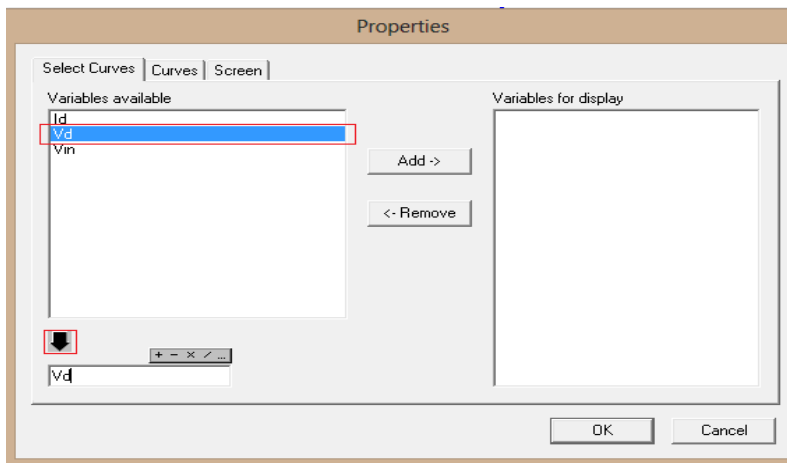 Properties
Select Curves Curves Screen
Variables available
Id
Vd
Vin
Variables for display
Add ->
<- Remove
+ - × / ...
Vd
OK
Cancel